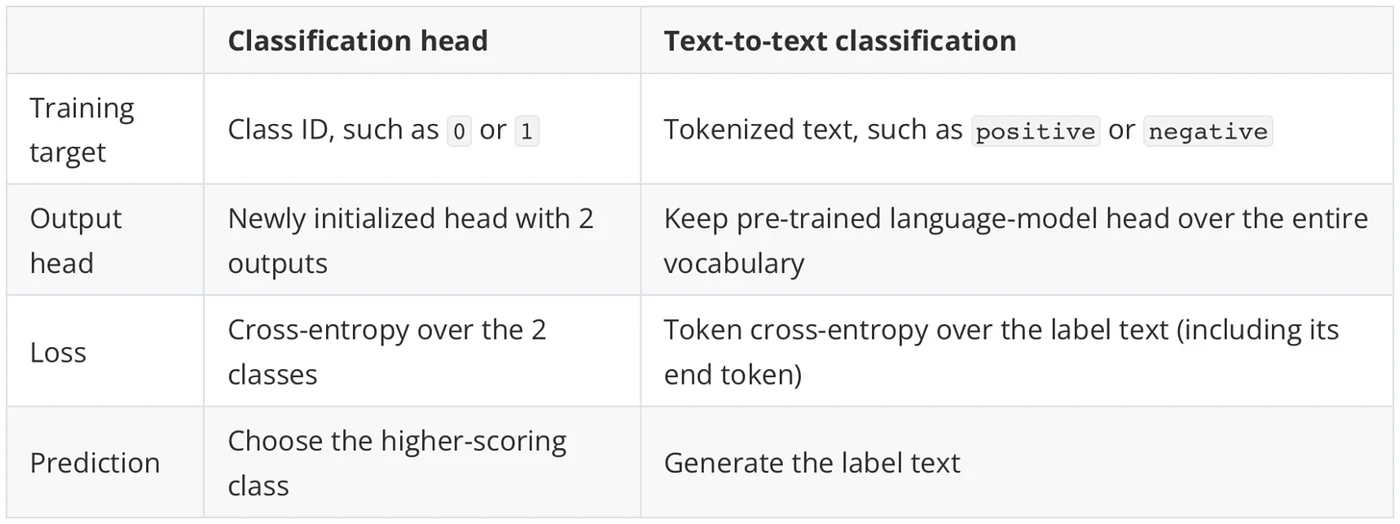 Classification head
Text-to-text classification
Training
target
Class ID, such as 0 or 1
Tokenized text, such as positive or negative
Output
head
Newly initialized head with 2
outputs
Keep pre-trained language-model head over the entire
vocabulary
Loss
Cross-entropy over the 2
classes
Token cross-entropy over the label text (including its
end token)
Prediction
Choose the higher-scoring
class
Generate the label text